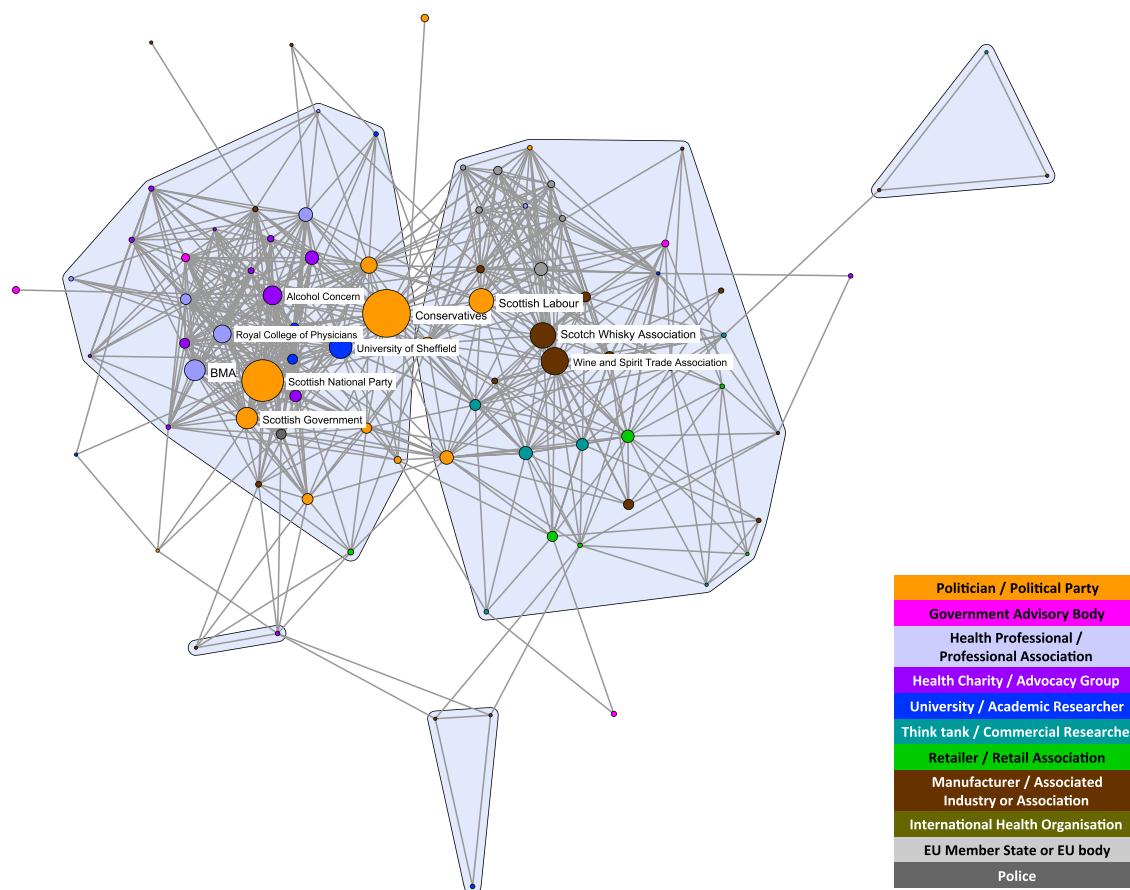 Alcohol Concern
Conservatives
Scottish Labour
Royal College of Physicians
University of Sheffield
Scotch Whisky Association
Wine and Spirit Trade Association
BMA
Scottish National Party
Scottish Government
Politician / Political Party
Government Advisory Body
Health Professional /
Professional Association
Health Charity / Advocacy Group
University / Academic Researcher
Think tank / Commercial Researche
Retailer / Retail Association
Manufacturer / Associated
Industry or Association
International Health Organisation
EU Member State or EU body
Police